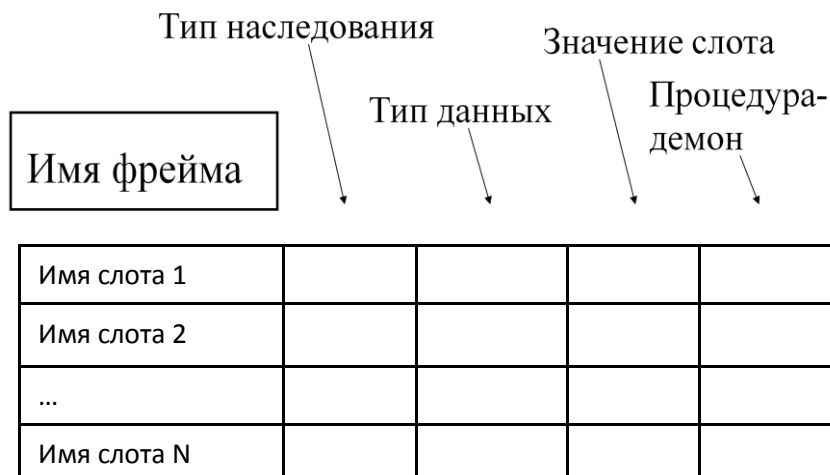 Тип наследования
Значение слота
Тип данных
Процедура-
демон
Имя фрейма
Имя слота 1
Имя слота 2
...
Имя слота N